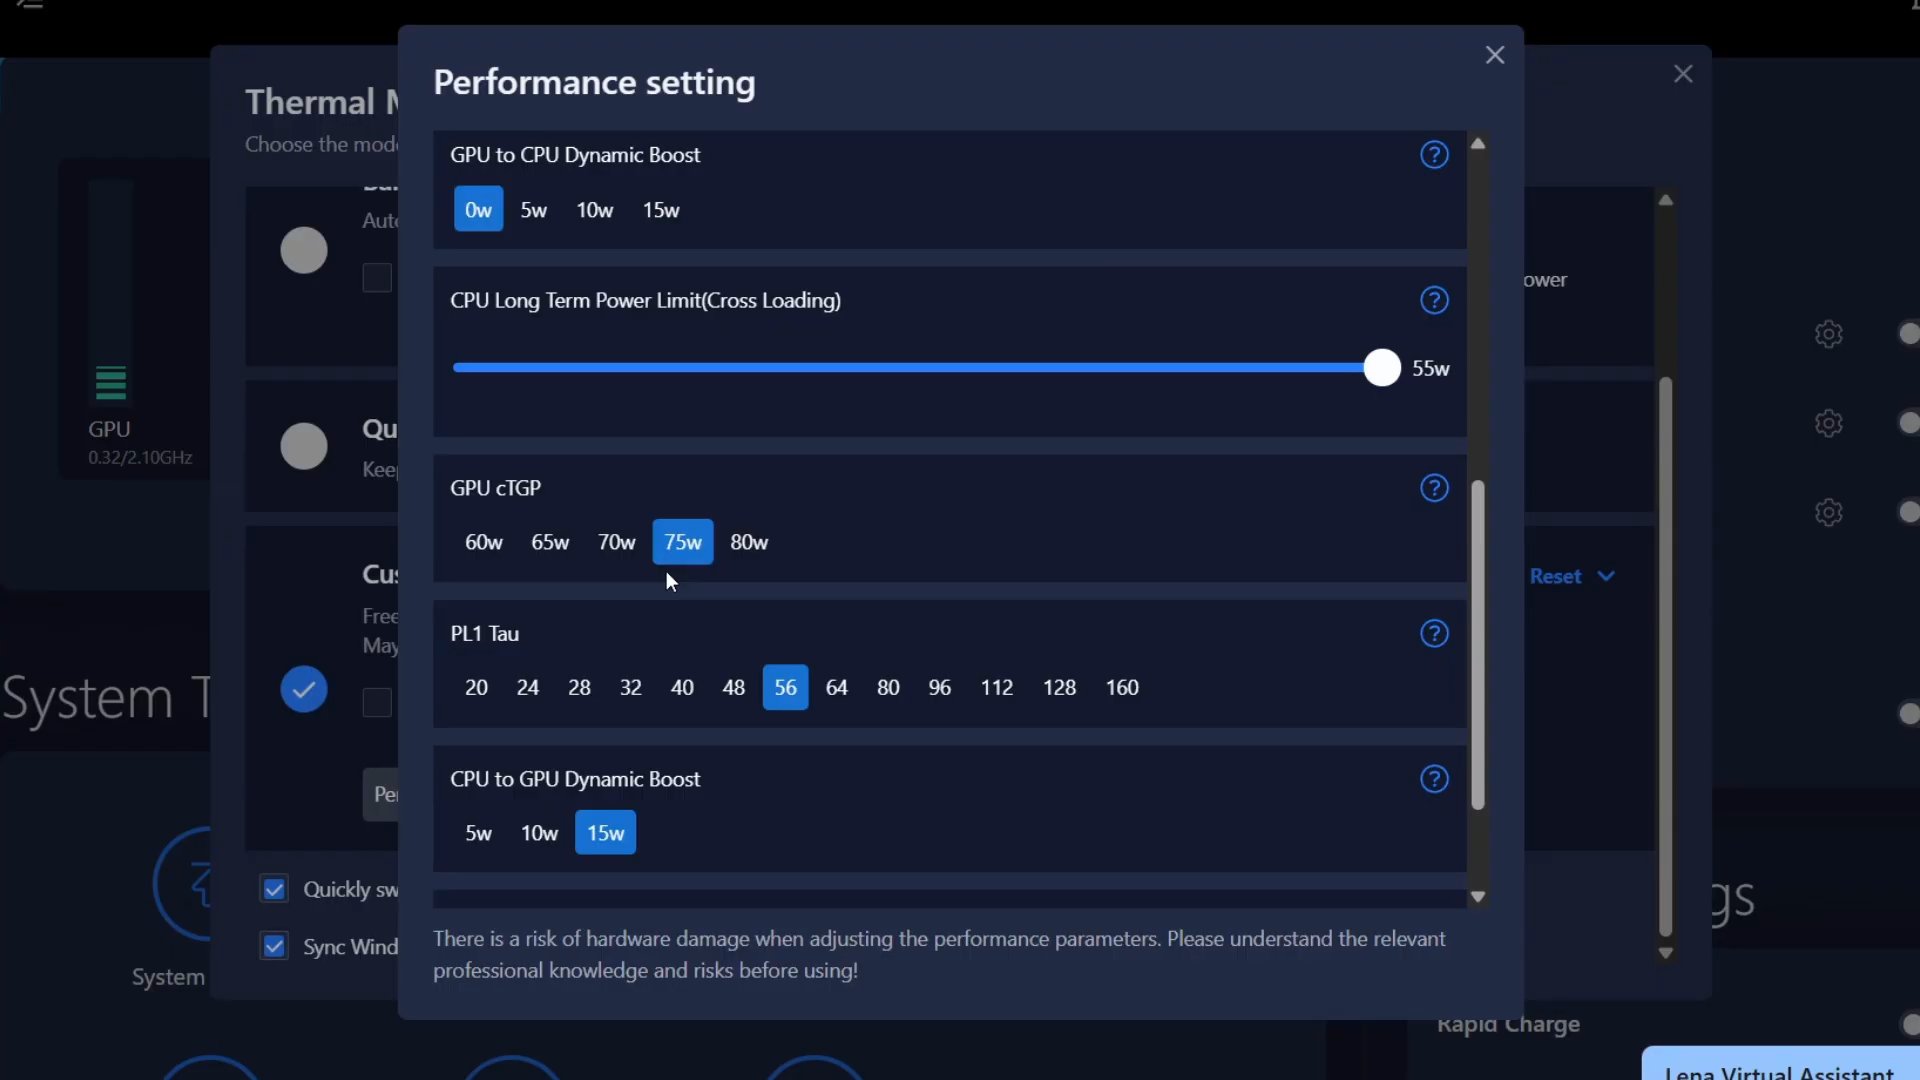 Performance setting
Thermal M
Choose the mode
GPU to CPU Dynamic Boost
0w 5w 10w 15w
Auto
ower
CPU Long Term Power Limit(Cross Loading)
55w
GPU
0.32/2.10GHz
Qu
Keep
GPU cTGP
60w 65w 70w 75w 80w
Cus
Reset
Free
May
PL1 Tau
20 24 28 32 40 48 56 64 80 96 112 128 160
System T
CPU to GPU Dynamic Boost
5w 10w 15w
Per
Quickly sw
gs
Sync Wind
There is a risk of hardware damage when adjusting the performance parameters. Please understand the relevant
professional knowledge and risks before using!
System
Rapid Charge
Lena Virtual Assistant